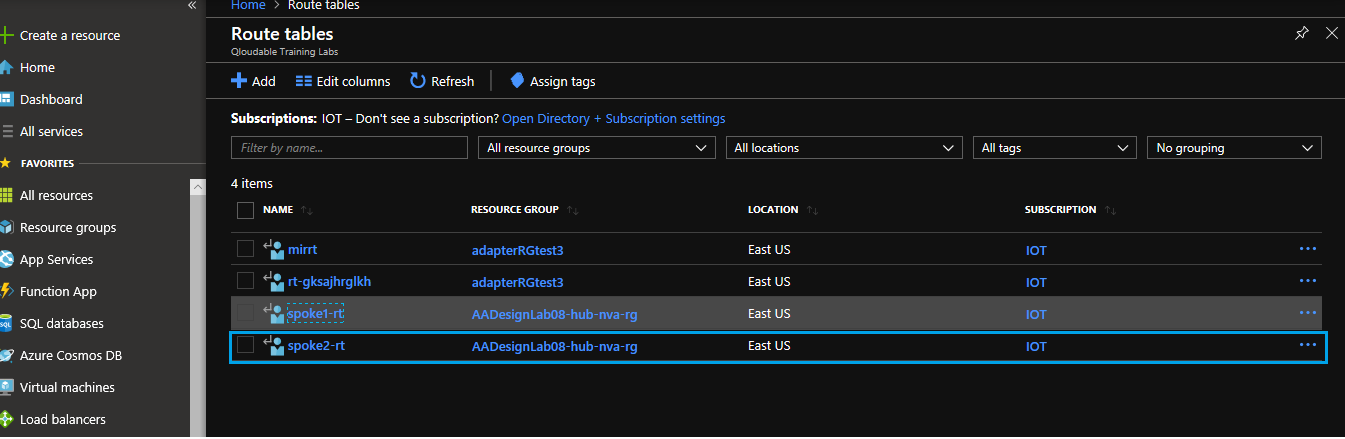 «
Home > Route tables
Create a resource
Home
Dashboard
All services
FAVORITES
All resources
Resource groups
App Services
Function App
SQL databases
Azure Cosmos DB
Virtual machines
Load balancers
Route tables
Qloudable Training Labs
Add Edit columns Refresh Assign tags
Subscriptions: IOT – Don't see a subscription? Open Directory + Subscription settings
Filter by name... All resource groups All locations All tags No grouping
4 items
NAME RESOURCE GROUP LOCATION SUBSCRIPTION
mirrt adapterRGtest3 East US IOT
rt-gksajhrglkh adapterRGtest3 East US IOT
spoke1-rt AADesignLab08-hub-nva-rg East US IOT
spoke2-rt AADesignLab08-hub-nva-rg East US IOT